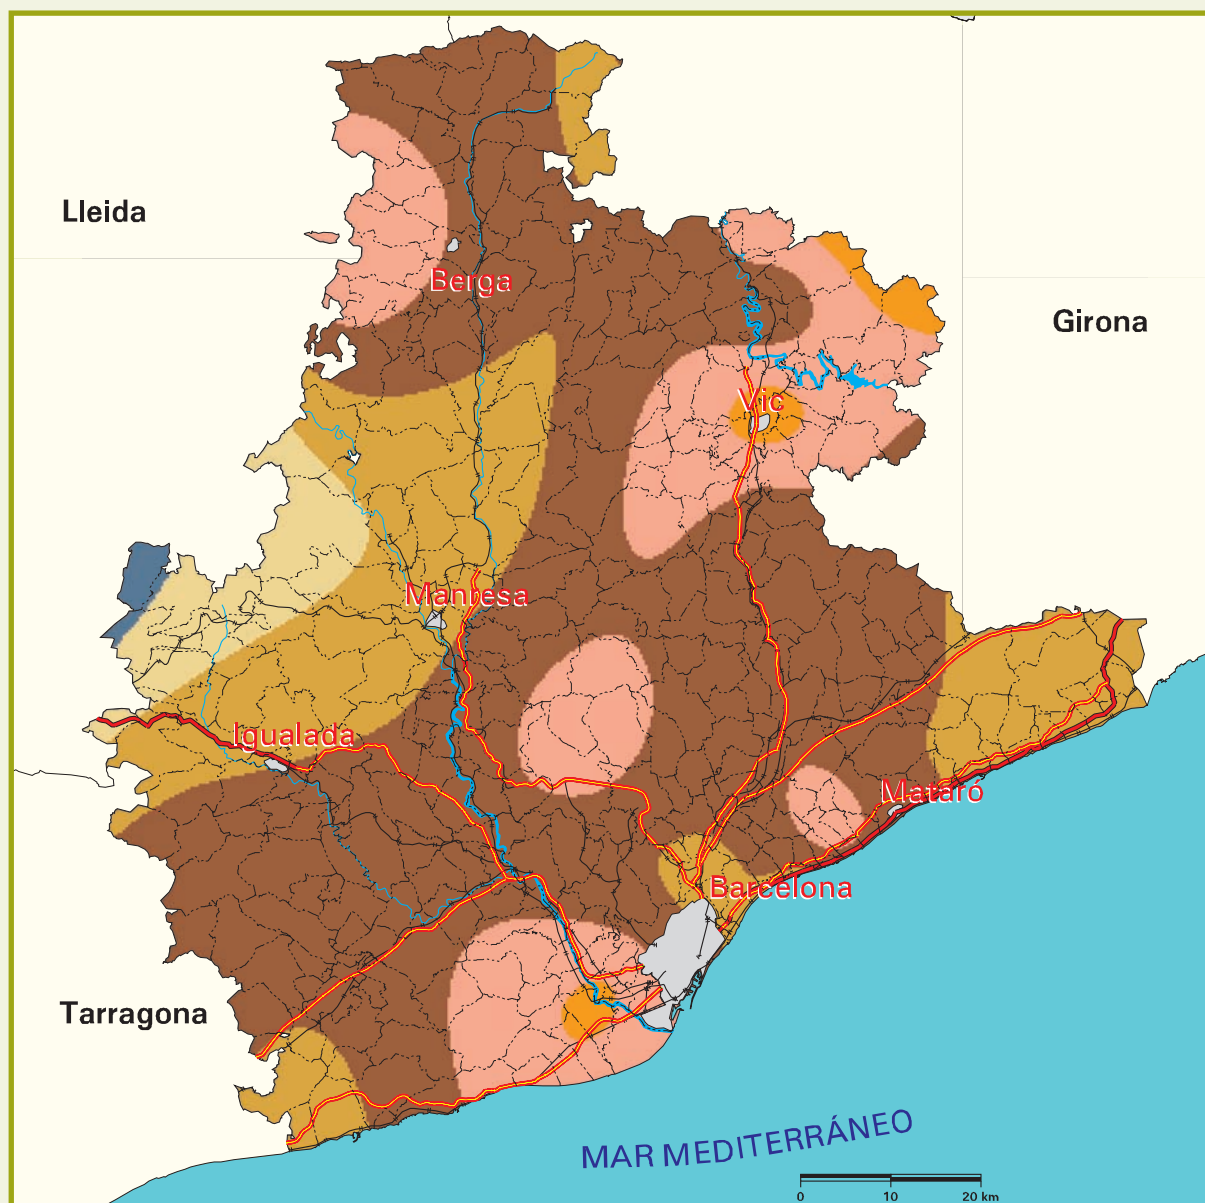 Lleida
Berga
Girona
Vic
Manresa
Igualada
Mataró
Barcelona
Tarragona
MAR MEDITERRÁNEO
0 10 20 km